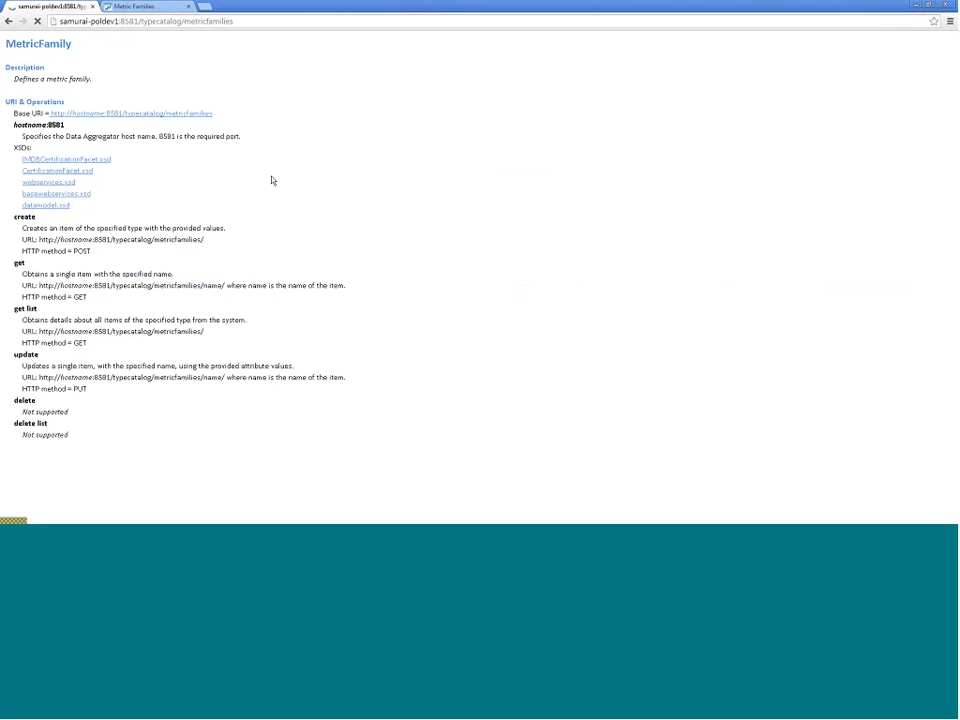 samurai-poldev1:8581/typ
Metric Families
samurai-poldev1:8581/typecatalog/metricfamilies
MetricFamily
Description
Defines a metric family.
URI & Operations
Base URI = http://hostname:8581/typecatalog/metricfamilies
hostname:8581
Specifies the Data Aggregator host name. 8581 is the required port.
XSDs:
IMDBCertificationFacet.xsd
CertificationFacet.xsd
webservices.xsd
basewebservices.xsd
datamodel.xsd
create
Creates an item of the specified type with the provided values.
URL: http://hostname:8581/typecatalog/metricfamilies/
HTTP method = POST
get
Obtains a single item with the specified name.
URL: http://hostname:8581/typecatalog/metricfamilies/name/ where name is the name of the item.
HTTP method = GET
get list
Obtains details about all items of the specified type from the system.
URL: http://hostname:8581/typecatalog/metricfamilies/
HTTP method = GET
update
Updates a single item, with the specified name, using the provided attribute values.
URL: http://hostname:8581/typecatalog/metricfamilies/name/ where name is the name of the item.
HTTP method = PUT
delete
Not supported
delete list
Not supported